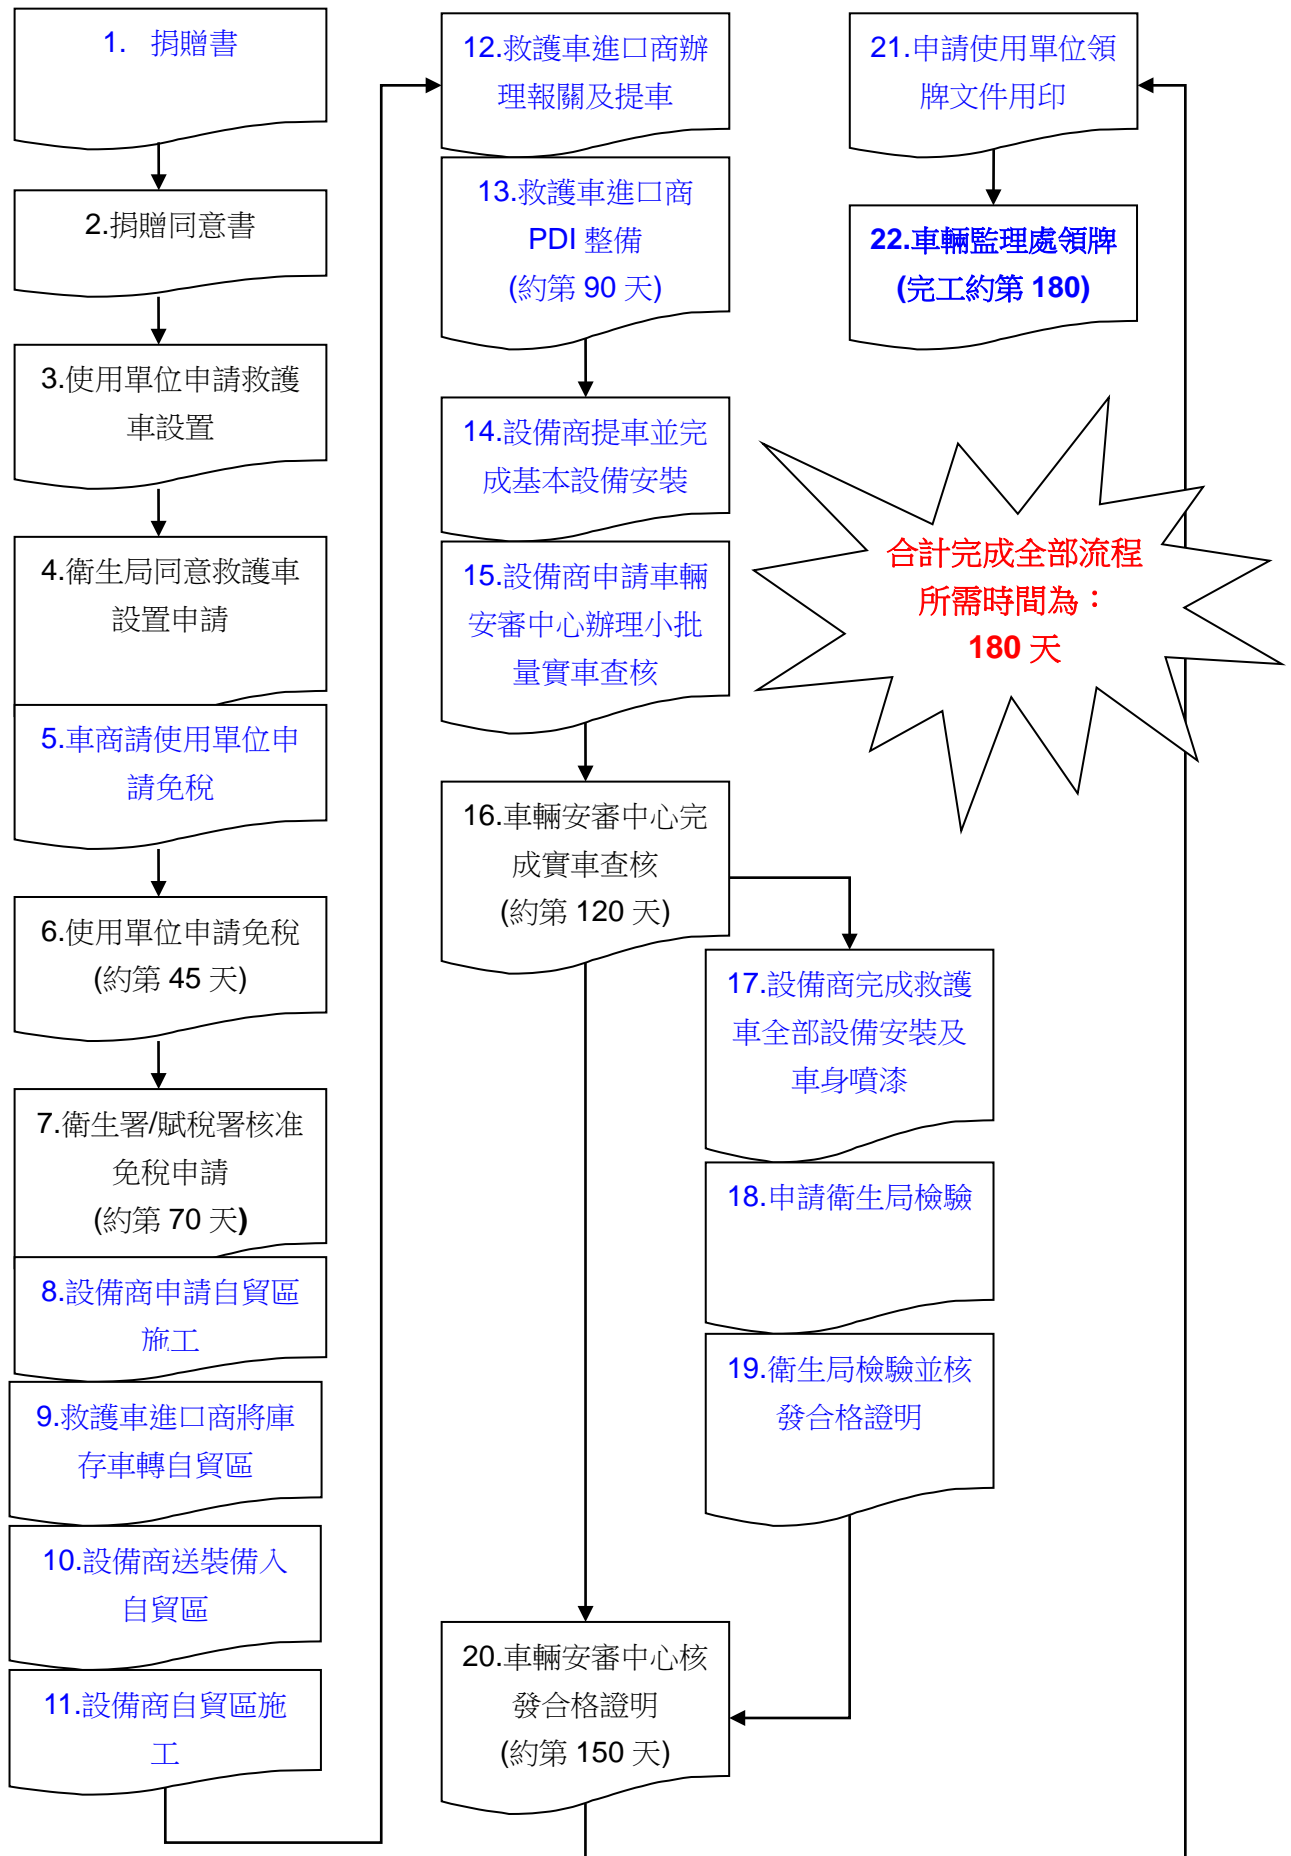 1. 捐贈書
2.捐贈同意書
3.使用單位申請救護
車設置
4.衛生局同意救護車
設置申請
5.車商請使用單位申
請免稅
6.使用單位申請免稅
(約第 45 天)
7.衛生署/賦稅署核准
免稅申請
(約第 70 天)
8.設備商申請自貿區
施工
9.救護車進口商將庫
存車轉自貿區
10.設備商送裝備入
自貿區
11.設備商自貿區施
工
12.救護車進口商辦
理報關及提車
13.救護車進口商
PDI 整備
(約第 90 天)
14.設備商提車並完
成基本設備安裝
15.設備商申請車輛
安審中心辦理小批
量實車查核
16.車輛安審中心完
成實車查核
(約第 120 天)
17.設備商完成救護
車全部設備安裝及
車身噴漆
18.申請衛生局檢驗
19.衛生局檢驗並核
發合格證明
20.車輛安審中心核
發合格證明
(約第 150 天)
21.申請使用單位領
牌文件用印
22.車輛監理處領牌
(完工約第 180)
合計完成全部流程
所需時間為：
180 天